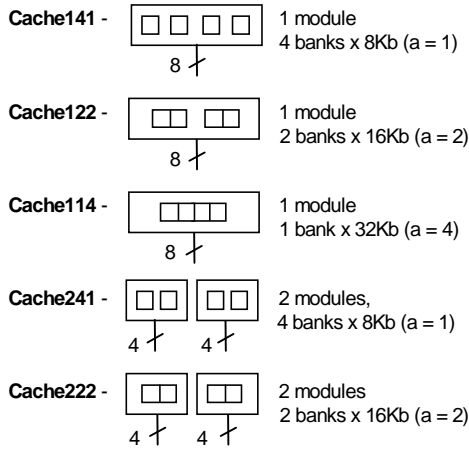 Cache141 -
1 module
4 banks x 8Kb (a = 1)
8
Cache122 -
1 module
2 banks x 16Kb (a = 2)
8
Cache114 -
1 module
1 bank x 32Kb (a = 4)
8
Cache241 -
2 modules,
4 banks x 8Kb (a = 1)
4 4
Cache222 -
2 modules
2 banks x 16Kb (a = 2)
4 4